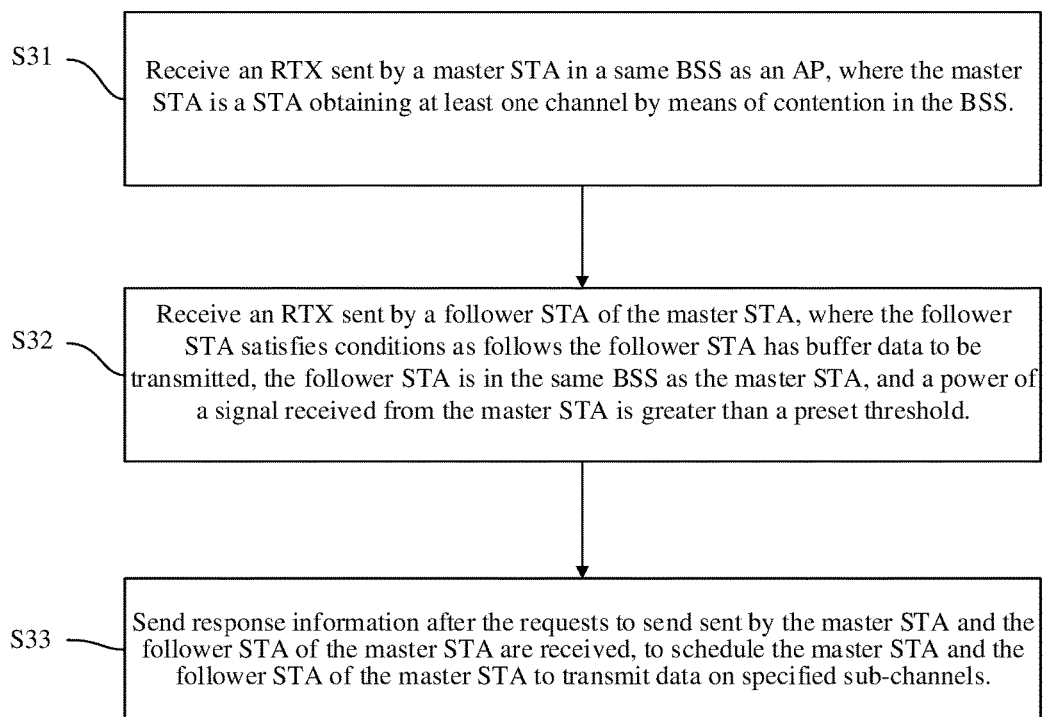 S31
Receive an RTX sent by a master STA in a same BSS as an AP, where the master
STA is a STA obtaining at least one channel by means of contention in the BSS.
S32
Receive an RTX sent by a follower STA of the master STA, where the follower
STA satisfies conditions as follows the follower STA has buffer data to be
transmitted, the follower STA is in the same BSS as the master STA, and a power of
a signal received from the master STA is greater than a preset threshold.
S33
Send response information after the requests to send sent by the master STA and the
follower STA of the master STA are received, to schedule the master STA and the
follower STA of the master STA to transmit data on specified sub-channels.